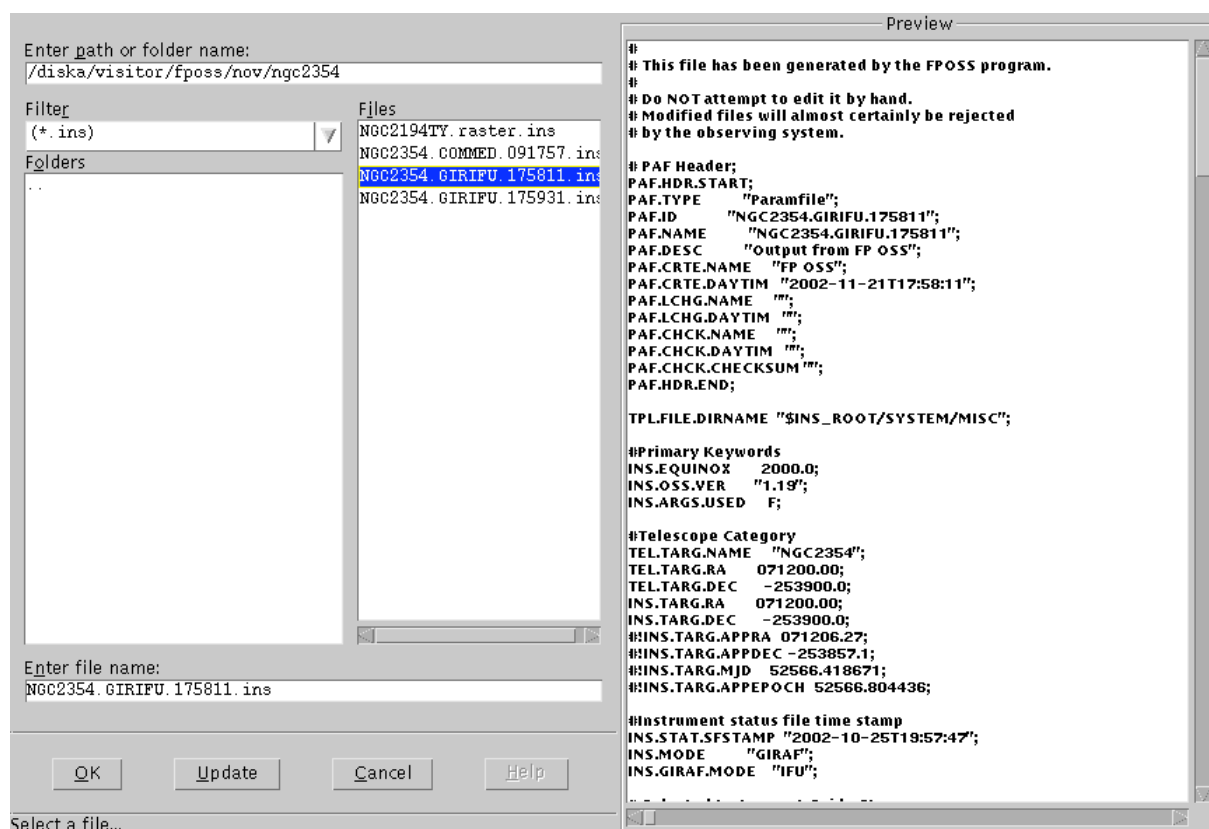 Enter path or folder name:
/diska/visitor/fposs/nov/ngc2354
Filter
(*.ins)
Folders
..
Files
NGC2194TY.raster.ins
NGC2354.COMMED.091757.ins
NGC2354.GIRIFU.175811.ins
NGC2354.GIRIFU.175931.ins
Enter file name:
NGC2354.GIRIFU.175811.ins
OK
Update
Cancel
Help
Select a file...
Preview
#
# This file has been generated by the FPOSS program.
#
# Do NOT attempt to edit it by hand.
# Modified files will almost certainly be rejected
# by the observing system.
# PAF Header;
PAF.HDR.START;
PAF.TYPE "Paramfile";
PAF.ID "NGC2354.GIRIFU.175811";
PAF.NAME "NGC2354.GIRIFU.175811";
PAF.DESC "Output from FP OSS";
PAF.CRTE.NAME "FP OSS";
PAF.CRTE.DAYTIM "2002-11-21T17:58:11";
PAF.LCHG.NAME "";
PAF.LCHG.DAYTIM "";
PAF.CHCK.NAME "";
PAF.CHCK.DAYTIM "";
PAF.CHCK.CHECKSUM "";
PAF.HDR.END;
TPL.FILE.DIRNAME "$INS_ROOT/SYSTEM/MISC";
#Primary Keywords
INS.EQUINOX 2000.0;
INS.OSS.VER "1.19";
INS.ARGS.USED F;
#Telescope Category
TEL.TARG.NAME "NGC2354";
TEL.TARG.RA 071200.00;
TEL.TARG.DEC -253900.0;
INS.TARG.RA 071200.00;
INS.TARG.DEC -253900.0;
#!INS.TARG.APPRA 071206.27;
#!INS.TARG.APPDEC -253857.1;
#!INS.TARG.MJD 52566.418671;
#!INS.TARG.APPEPOCH 52566.804436;
#Instrument status file time stamp
INS.STAT.SFSTAMP "2002-10-25T19:57:47";
INS.MODE "GIRAF";
INS.GIRAF.MODE "IFU";